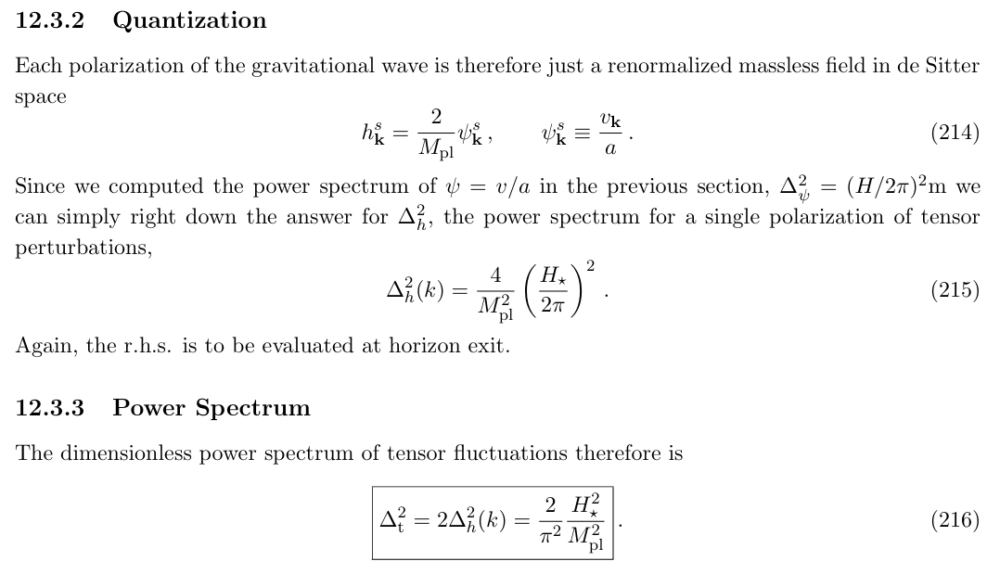 12.3.2 Quantization
Each polarization of the gravitational wave is therefore just a renormalized massless field in de Sitter
space
$h^s_{\mathbf{k}} = \frac{2}{M_{\rm pl}} \psi^s_{\mathbf{k}} \, , \qquad \psi^s_{\mathbf{k}} \equiv \frac{v_{\mathbf{k}}}{a} \, .$ (214)
Since we computed the power spectrum of $\psi = v/a$ in the previous section, $\Delta^2_\psi = (H/2\pi)^2$m we
can simply right down the answer for $\Delta^2_h$, the power spectrum for a single polarization of tensor
perturbations,
$\Delta^2_h(k) = \frac{4}{M^2_{\rm pl}} \left( \frac{H_\star}{2\pi} \right)^2 \, .$ (215)
Again, the r.h.s. is to be evaluated at horizon exit.
12.3.3 Power Spectrum
The dimensionless power spectrum of tensor fluctuations therefore is
$\Delta^2_{\rm t} = 2\Delta^2_h(k) = \frac{2}{\pi^2} \frac{H^2_\star}{M^2_{\rm pl}} \, .$ (216)